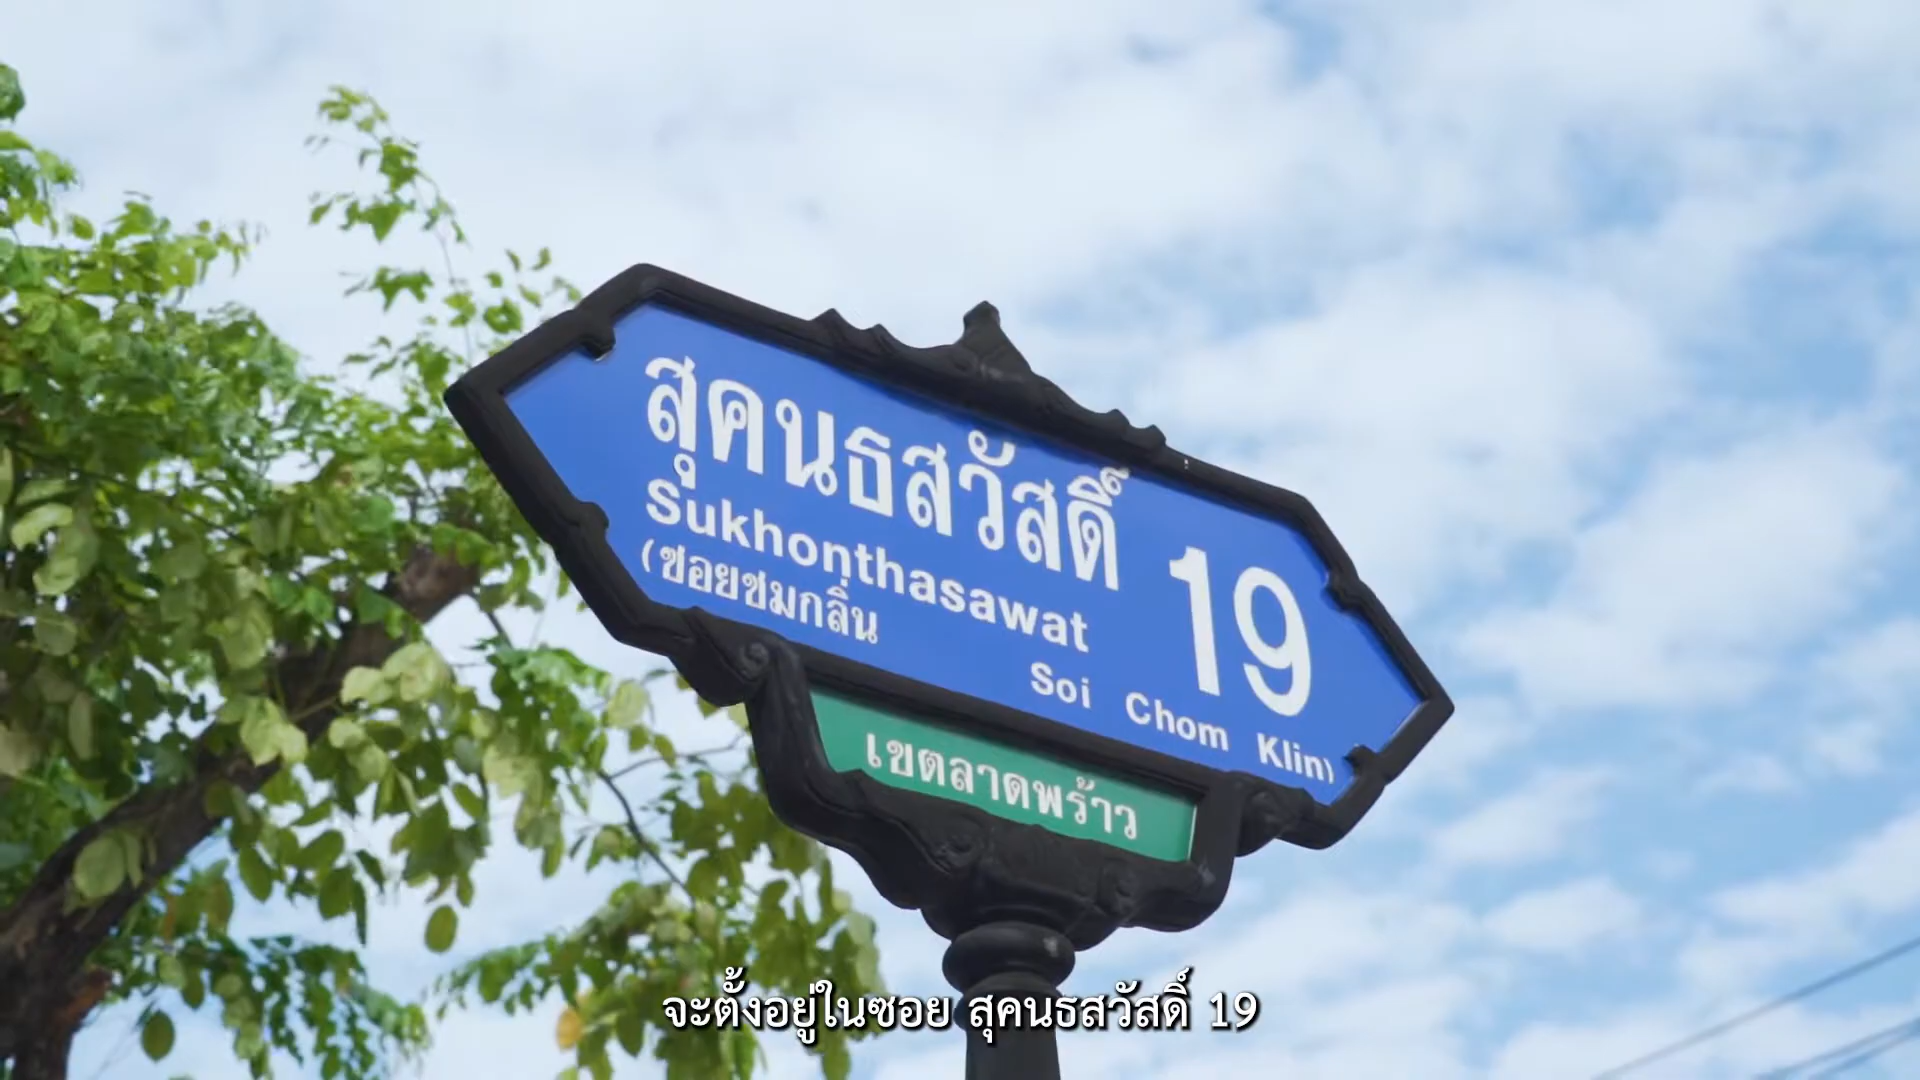 สุคนธสวัสดิ์ 19
Sukhonthasawat
(ซอยชมกลิ่น
Soi Chom Klin)
เขตลาดพร้าว
จะตั้งอยู่ในซอย สุคนธสวัสดิ์ 19